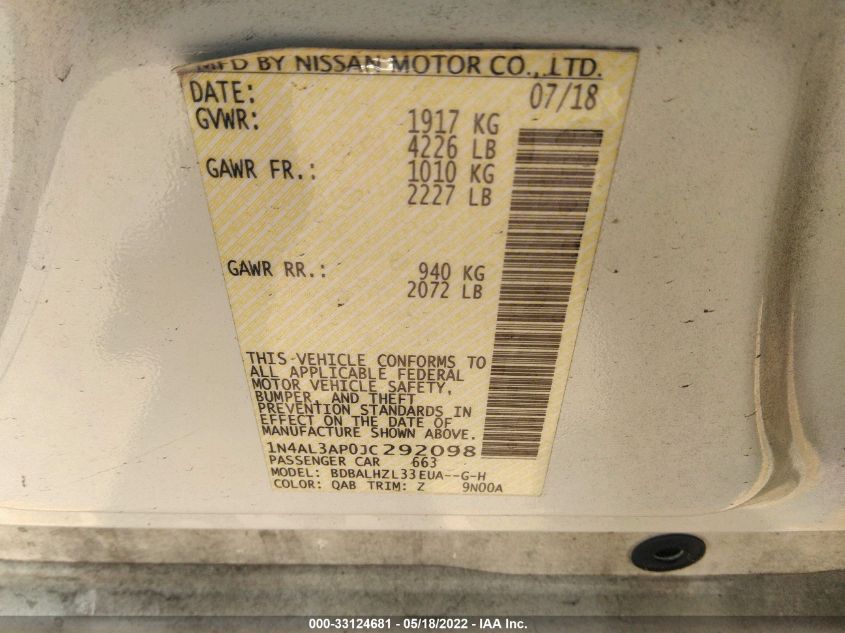 MFD BY NISSAN MOTOR CO., LTD.
DATE: 07/18
GVWR: 1917 KG
4226 LB
GAWR FR.: 1010 KG
2227 LB
GAWR RR.: 940 KG
2072 LB
THIS VEHICLE CONFORMS TO
ALL APPLICABLE FEDERAL
MOTOR VEHICLE SAFETY,
BUMPER, AND THEFT
PREVENTION STANDARDS IN
EFFECT ON THE DATE OF
MANUFACTURE SHOWN ABOVE.
1N4AL3AP0JC292098
PASSENGER CAR 663
MODEL: BDBALHZL33EUA--G-H
COLOR: QAB TRIM: Z 9N00A
000-33124681 - 05/18/2022 - IAA Inc.